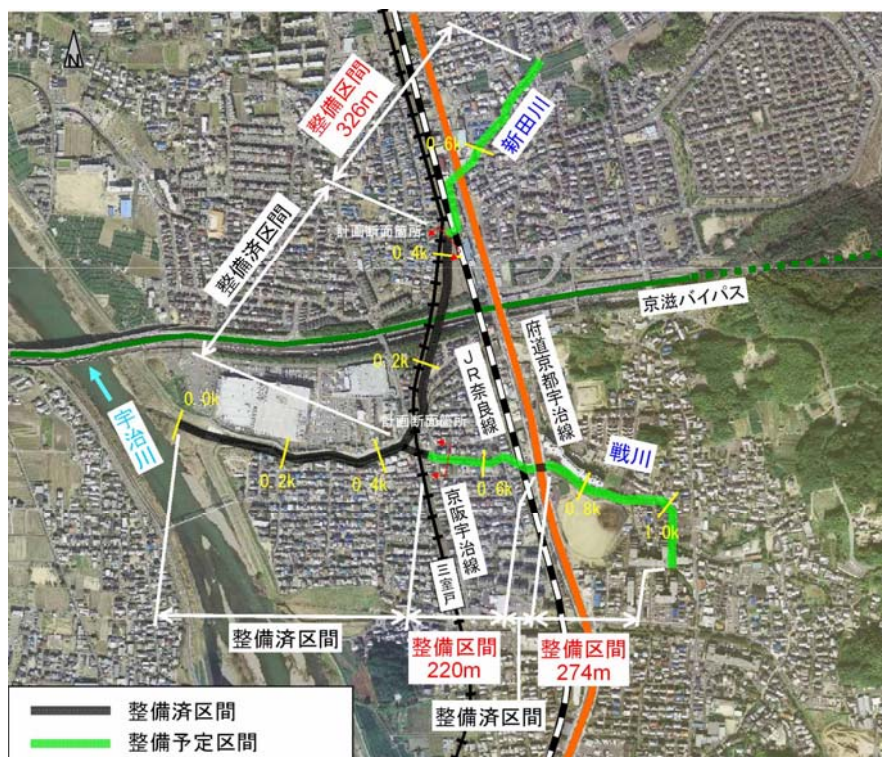 N
整備区間
326m
新田川
0.6k
整備済区間
計画断面箇所
0.4k
京滋バイパス
府道京都宇治線
JR奈良線
0.2k
0.0k
宇治川
計画断面箇所
戦川
0.2k
0.4k
0.6k
0.8k
1.0k
京阪宇治線
三室戸
整備済区間
整備区間
220m
整備区間
274m
整備済区間
整備済区間
整備予定区間